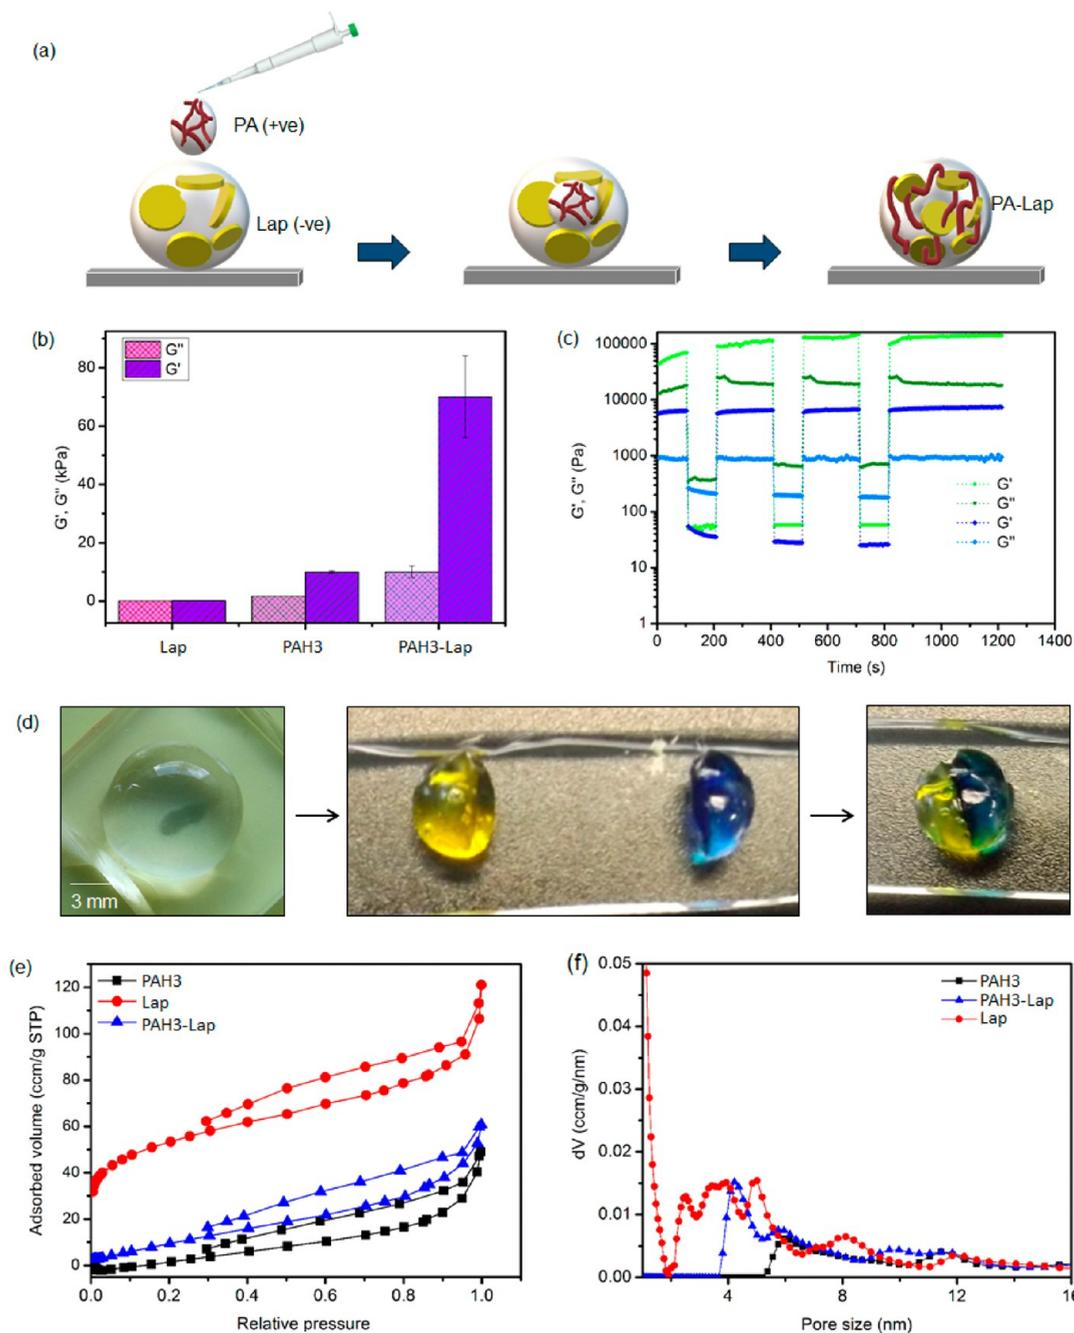 (a)
PA (+ve)
Lap (-ve)
PA-Lap
(b)
G''
G'
80
60
40
20
0
G', G'' (kPa)
Lap PAH3 PAH3-Lap
(c)
100000
10000
1000
100
10
1
G', G'' (Pa)
G'
G''
G'
G''
0 200 400 600 800 1000 1200 1400
Time (s)
(d)
3 mm
(e)
PAH3
Lap
PAH3-Lap
120
100
80
60
40
20
0
Adsorbed volume (ccm/g STP)
0.0 0.2 0.4 0.6 0.8 1.0
Relative pressure
(f)
PAH3
PAH3-Lap
Lap
0.05
0.04
0.03
0.02
0.01
0.00
dV (ccm/g/nm)
4 8 12 16
Pore size (nm)